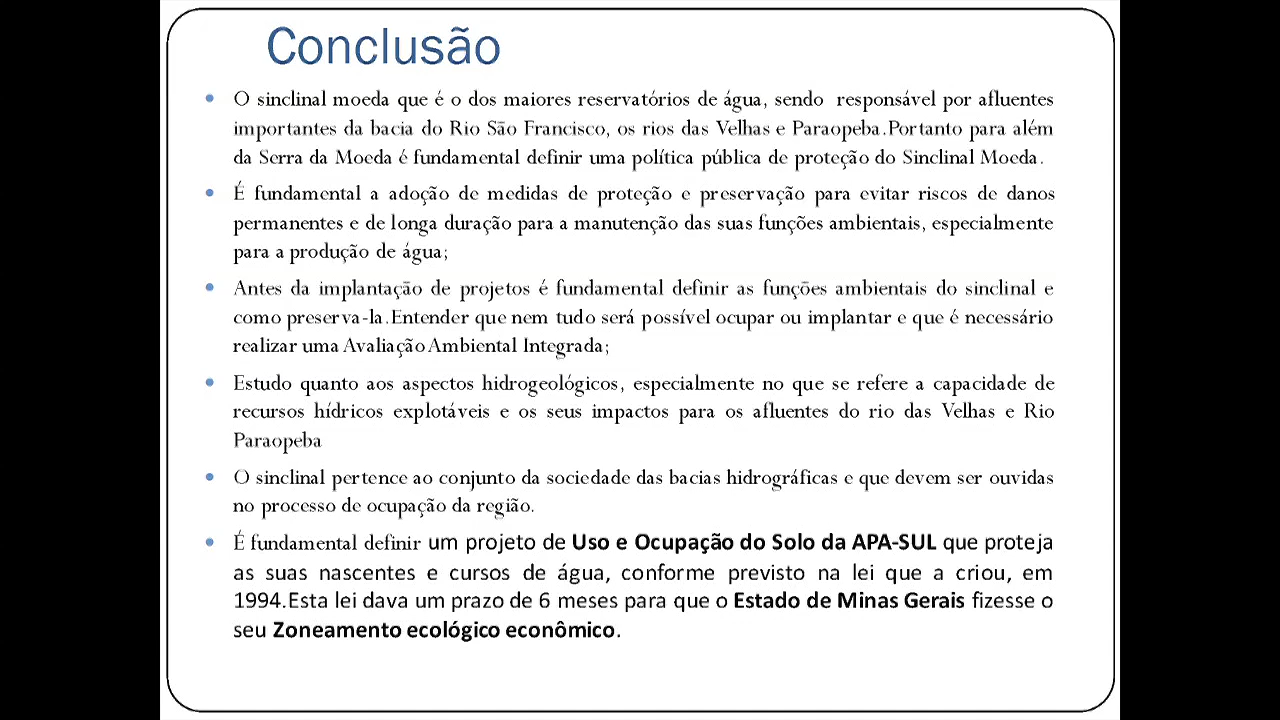 Conclusão
• O sinclinal moeda que é o dos maiores reservatórios de água, sendo responsável por afluentes
importantes da bacia do Rio São Francisco, os rios das Velhas e Paraopeba.Portanto para além
da Serra da Moeda é fundamental definir uma política pública de proteção do Sinclinal Moeda.
• É fundamental a adoção de medidas de proteção e preservação para evitar riscos de danos
permanentes e de longa duração para a manutenção das suas funções ambientais, especialmente
para a produção de água;
• Antes da implantação de projetos é fundamental definir as funções ambientais do sinclinal e
como preserva-la.Entender que nem tudo será possível ocupar ou implantar e que é necessário
realizar uma Avaliação Ambiental Integrada;
• Estudo quanto aos aspectos hidrogeológicos, especialmente no que se refere a capacidade de
recursos hídricos explotáveis e os seus impactos para os afluentes do rio das Velhas e Rio
Paraopeba
• O sinclinal pertence ao conjunto da sociedade das bacias hidrográficas e que devem ser ouvidas
no processo de ocupação da região.
• É fundamental definir um projeto de Uso e Ocupação do Solo da APA-SUL que proteja
as suas nascentes e cursos de água, conforme previsto na lei que a criou, em
1994.Esta lei dava um prazo de 6 meses para que o Estado de Minas Gerais fizesse o
seu Zoneamento ecológico econômico.